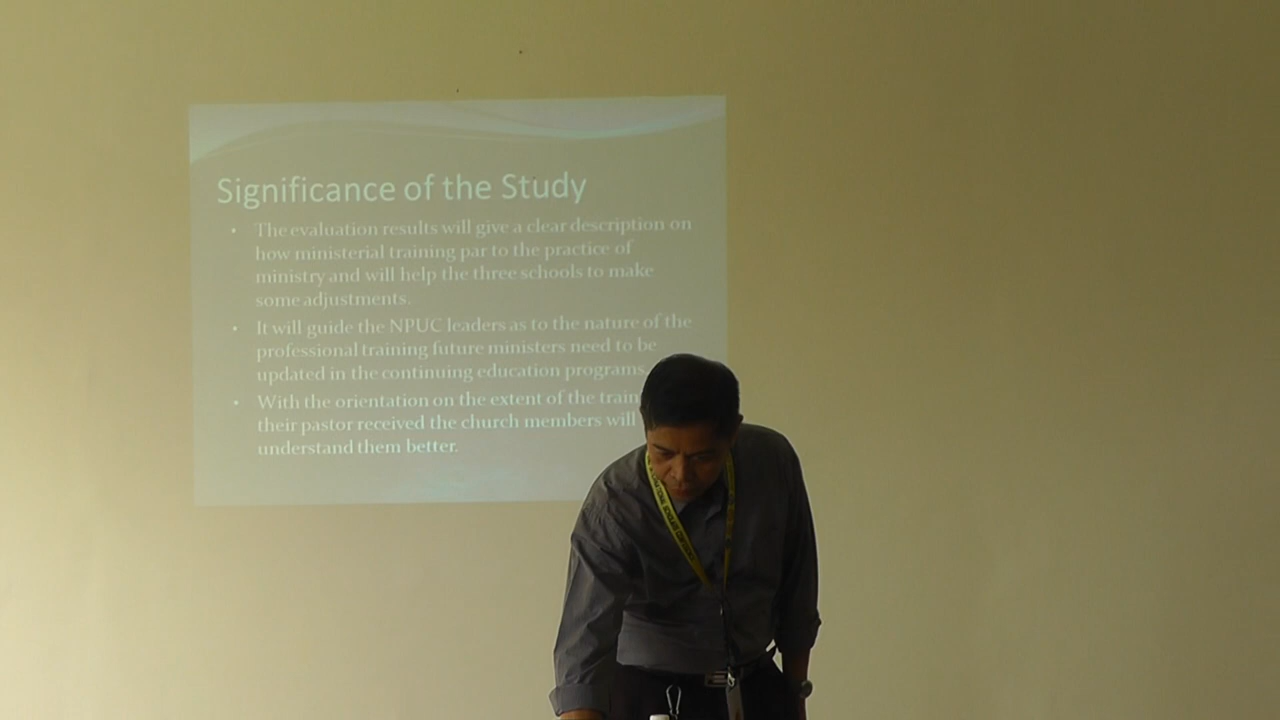 Significance of the Study
• The evaluation results will give a clear description on
how ministerial training par to the practice of
ministry and will help the three schools to make
some adjustments.
• It will guide the NPUC leaders as to the nature of the
professional training future ministers need to be
updated in the continuing education programs.
• With the orientation on the extent of the train
their pastor received the church members will
understand them better.